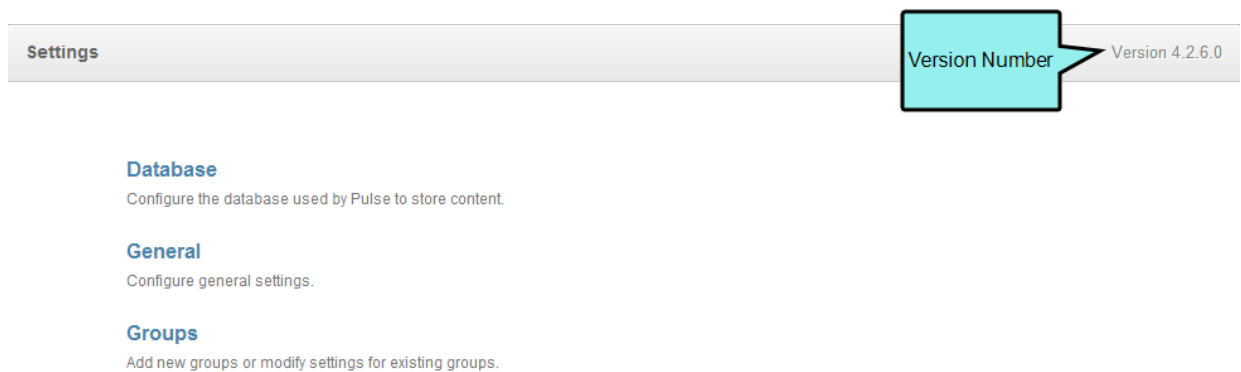 Settings
Version Number
Version 4.2.6.0
Database
Configure the database used by Pulse to store content.
General
Configure general settings.
Groups
Add new groups or modify settings for existing groups.